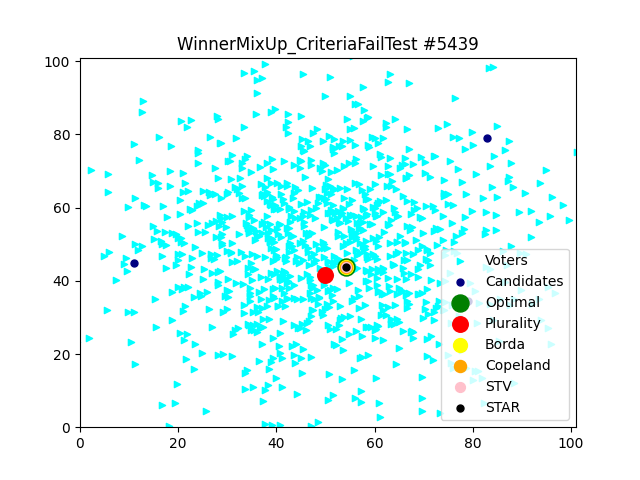 WinnerMixUp_CriteriaFailTest #5439
100
80
60
40
20
0
0
20
40
60
80
100
Voters
Candidates
Optimal
Plurality
Borda
Copeland
STV
STAR